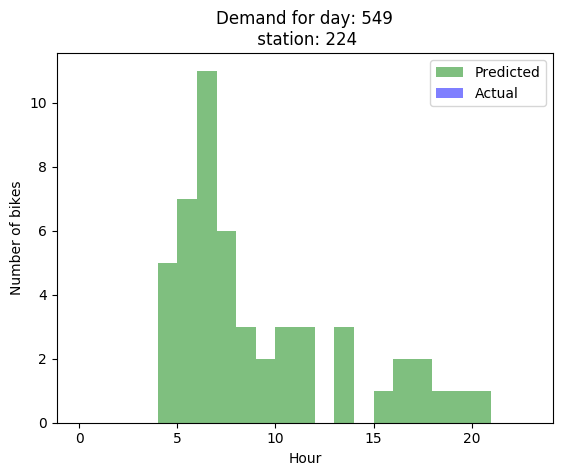 Demand for day: 549
station: 224
Predicted
Actual
Number of bikes
10
8
6
4
2
0
0
5
10
15
20
Hour